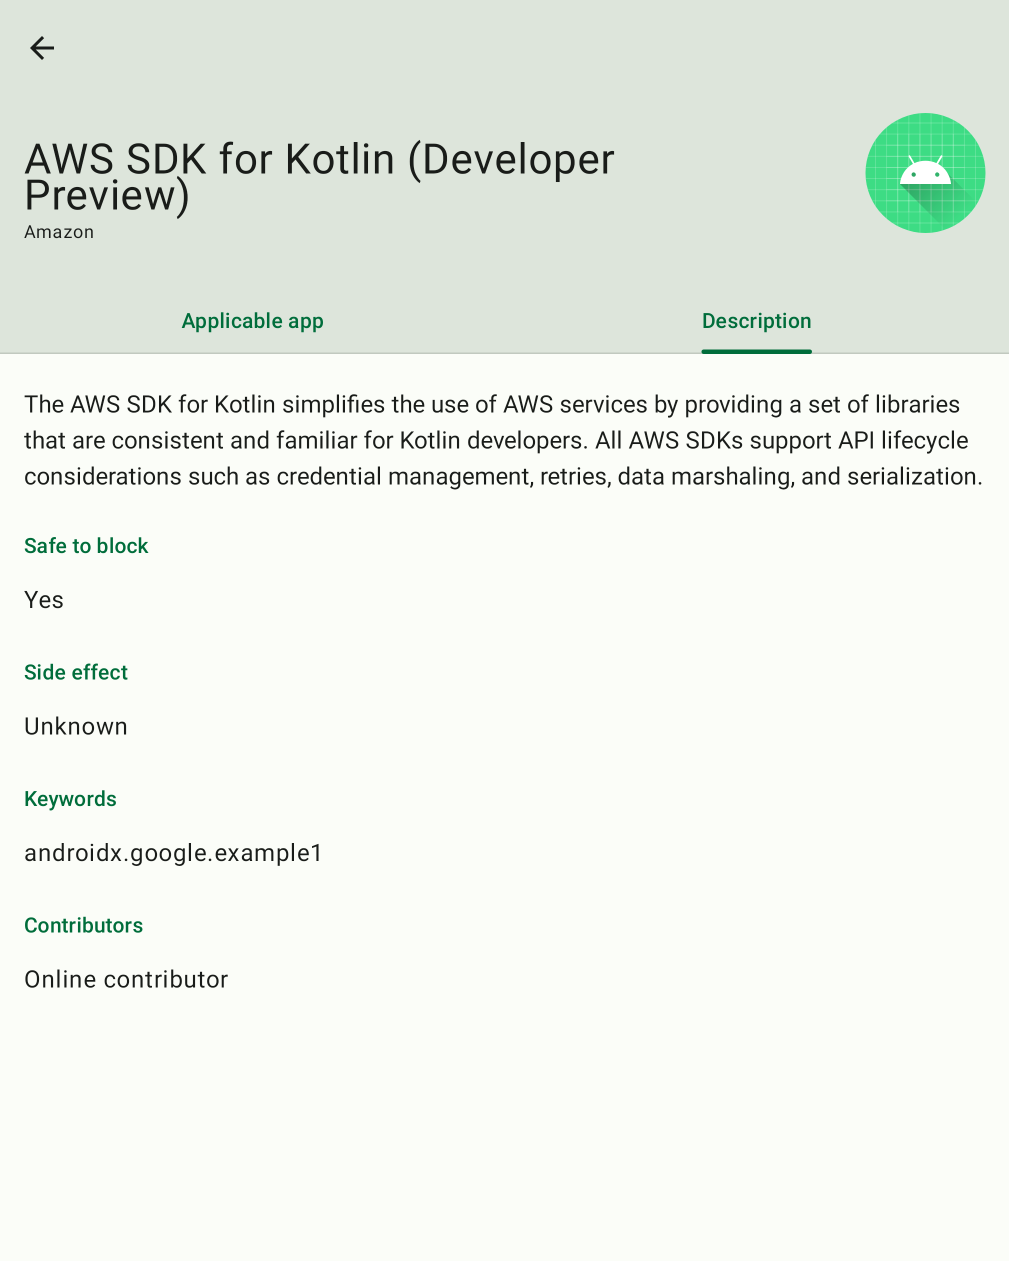 AWS SDK for Kotlin (Developer
Preview)
Amazon
Applicable app
Description
The AWS SDK for Kotlin simplifies the use of AWS services by providing a set of libraries
that are consistent and familiar for Kotlin developers. All AWS SDKs support API lifecycle
considerations such as credential management, retries, data marshaling, and serialization.
Safe to block
Yes
Side effect
Unknown
Keywords
androidx.google.example1
Contributors
Online contributor